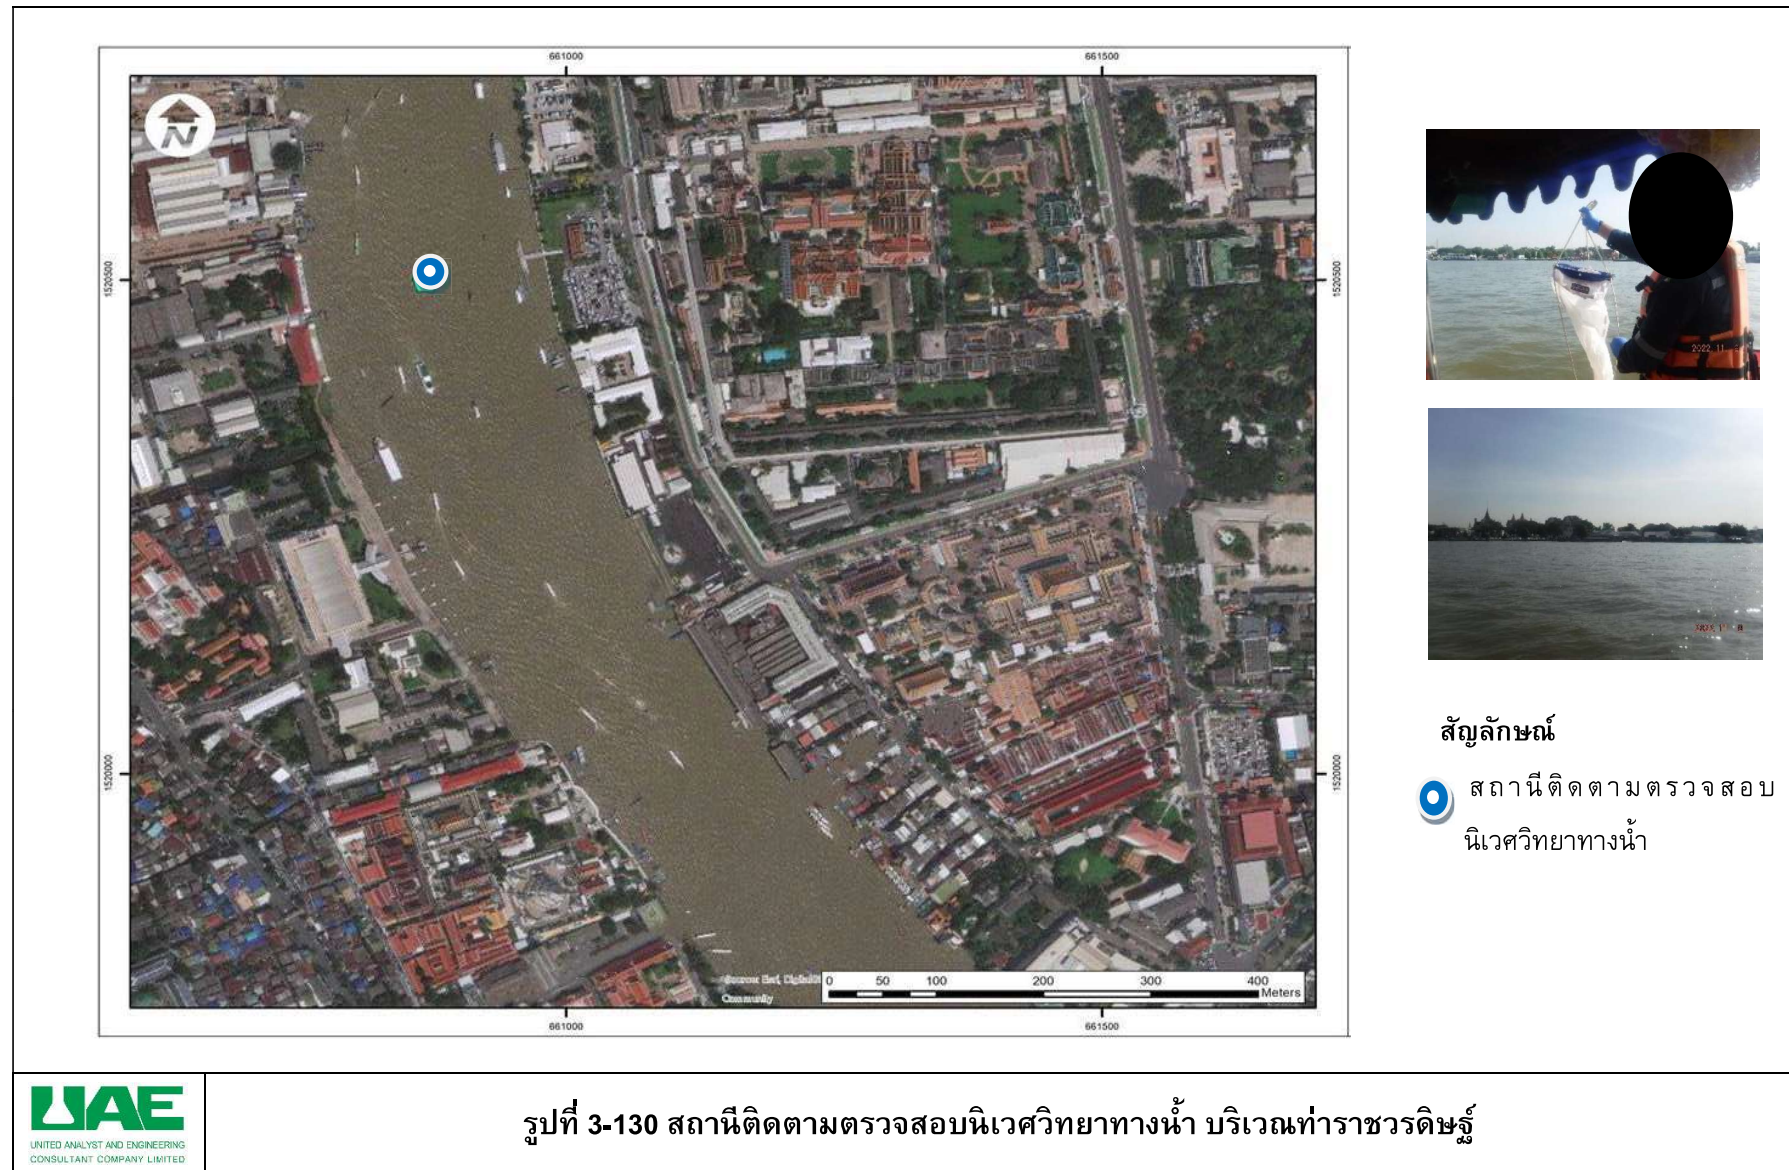 661000
661500
N
1520500
1520500
2022.11
สัญลักษณ์
สถานีติดตามตรวจสอบ
นิเวศวิทยาทางน้ำ
1520000
1520000
Source: Esri,
Community
0 50 100 200 300 400
Meters
661000
661500
UAE
UNITED ANALYST AND ENGINEERING
CONSULTANT COMPANY LIMITED
รูปที่ 3-130 สถานีติดตามตรวจสอบนิเวศวิทยาทางน้ำ บริเวณท่าราชวรดิษฐ์